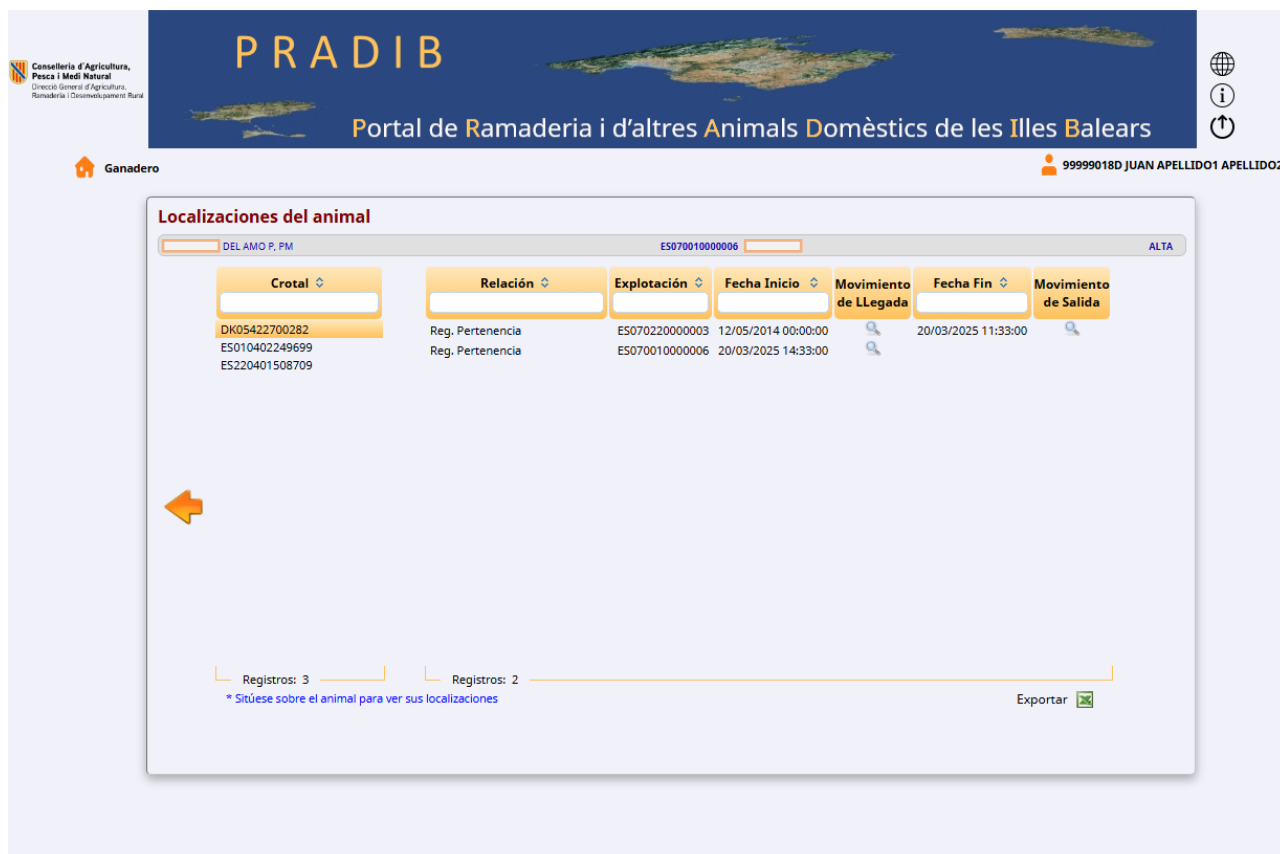 Conselleria d'Agricultura,
Pesca i Medi Natural
Direcció General d'Agricultura,
Ramaderia i Desenvolupament Rural
PRADIB
Portal de Ramaderia i d'altres Animals Domèstics de les Illes Balears
Ganadero
99999018D JUAN APELLIDO1 APELLIDO2
Localizaciones del animal
DEL AMO P, PM ES070010000006 ALTA
Crotal Relación Explotación Fecha Inicio Movimiento de LLegada Fecha Fin Movimiento de Salida
DK05422700282 Reg. Pertenencia ES070220000003 12/05/2014 00:00:00 20/03/2025 11:33:00
ES010402249699 Reg. Pertenencia ES070010000006 20/03/2025 14:33:00
ES220401508709
Registros: 3 Registros: 2
* Sitúese sobre el animal para ver sus localizaciones
Exportar